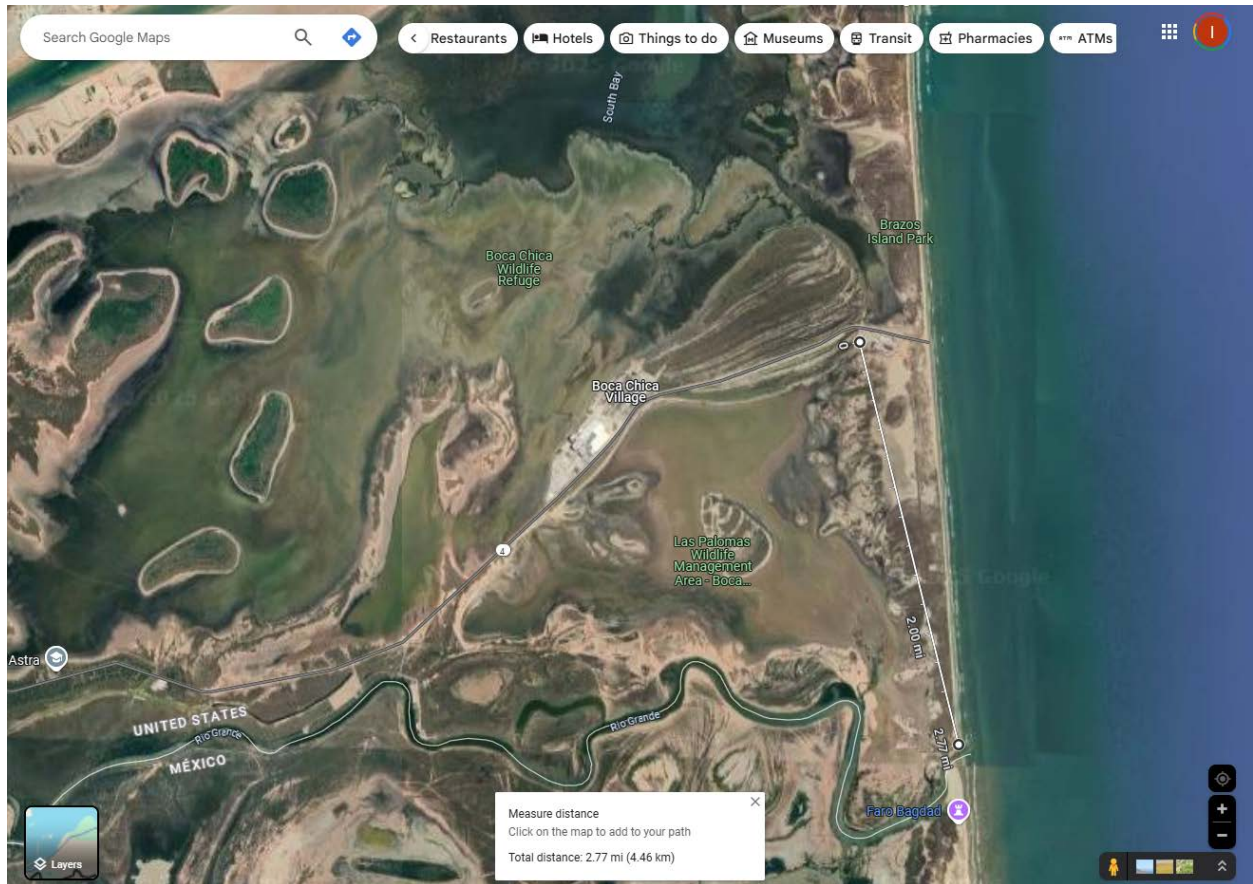 Search Google Maps
Restaurants
Hotels
Things to do
Museums
Transit
Pharmacies
ATM ATMs
South Bay
Brazos
Island Park
Boca Chica
Wildlife
Refuge
0
Boca Chica
Village
4
Las Palomas
Wildlife
Management
Area - Boca...
Google
2.00 mi
Astra
UNITED STATES
Rio Grande
MÉXICO
Rio Grande
2.77 mi
Faro Bagdad
Measure distance
Click on the map to add to your path
Total distance: 2.77 mi (4.46 km)
Layers
I